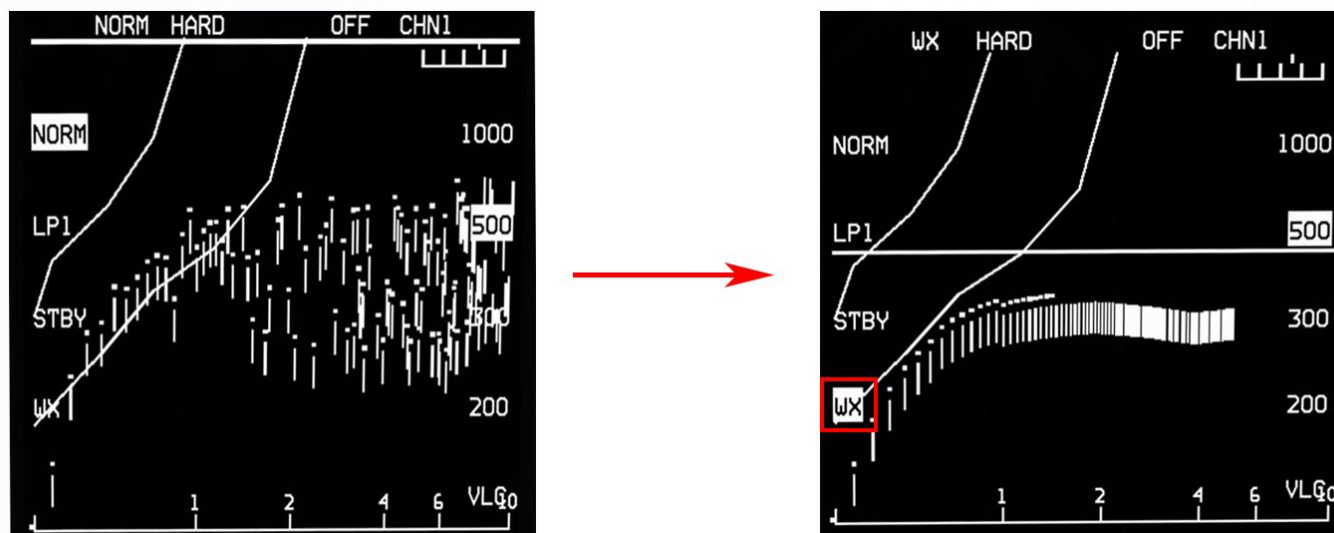 NORM HARD OFF CHN1
NORM 1000
LP1 500
STBY 300
WX 200
VLG
1 2 4 6 10
WX HARD OFF CHN1
NORM 1000
LP1 500
STBY 300
WX 200
VLG
1 2 4 6 10